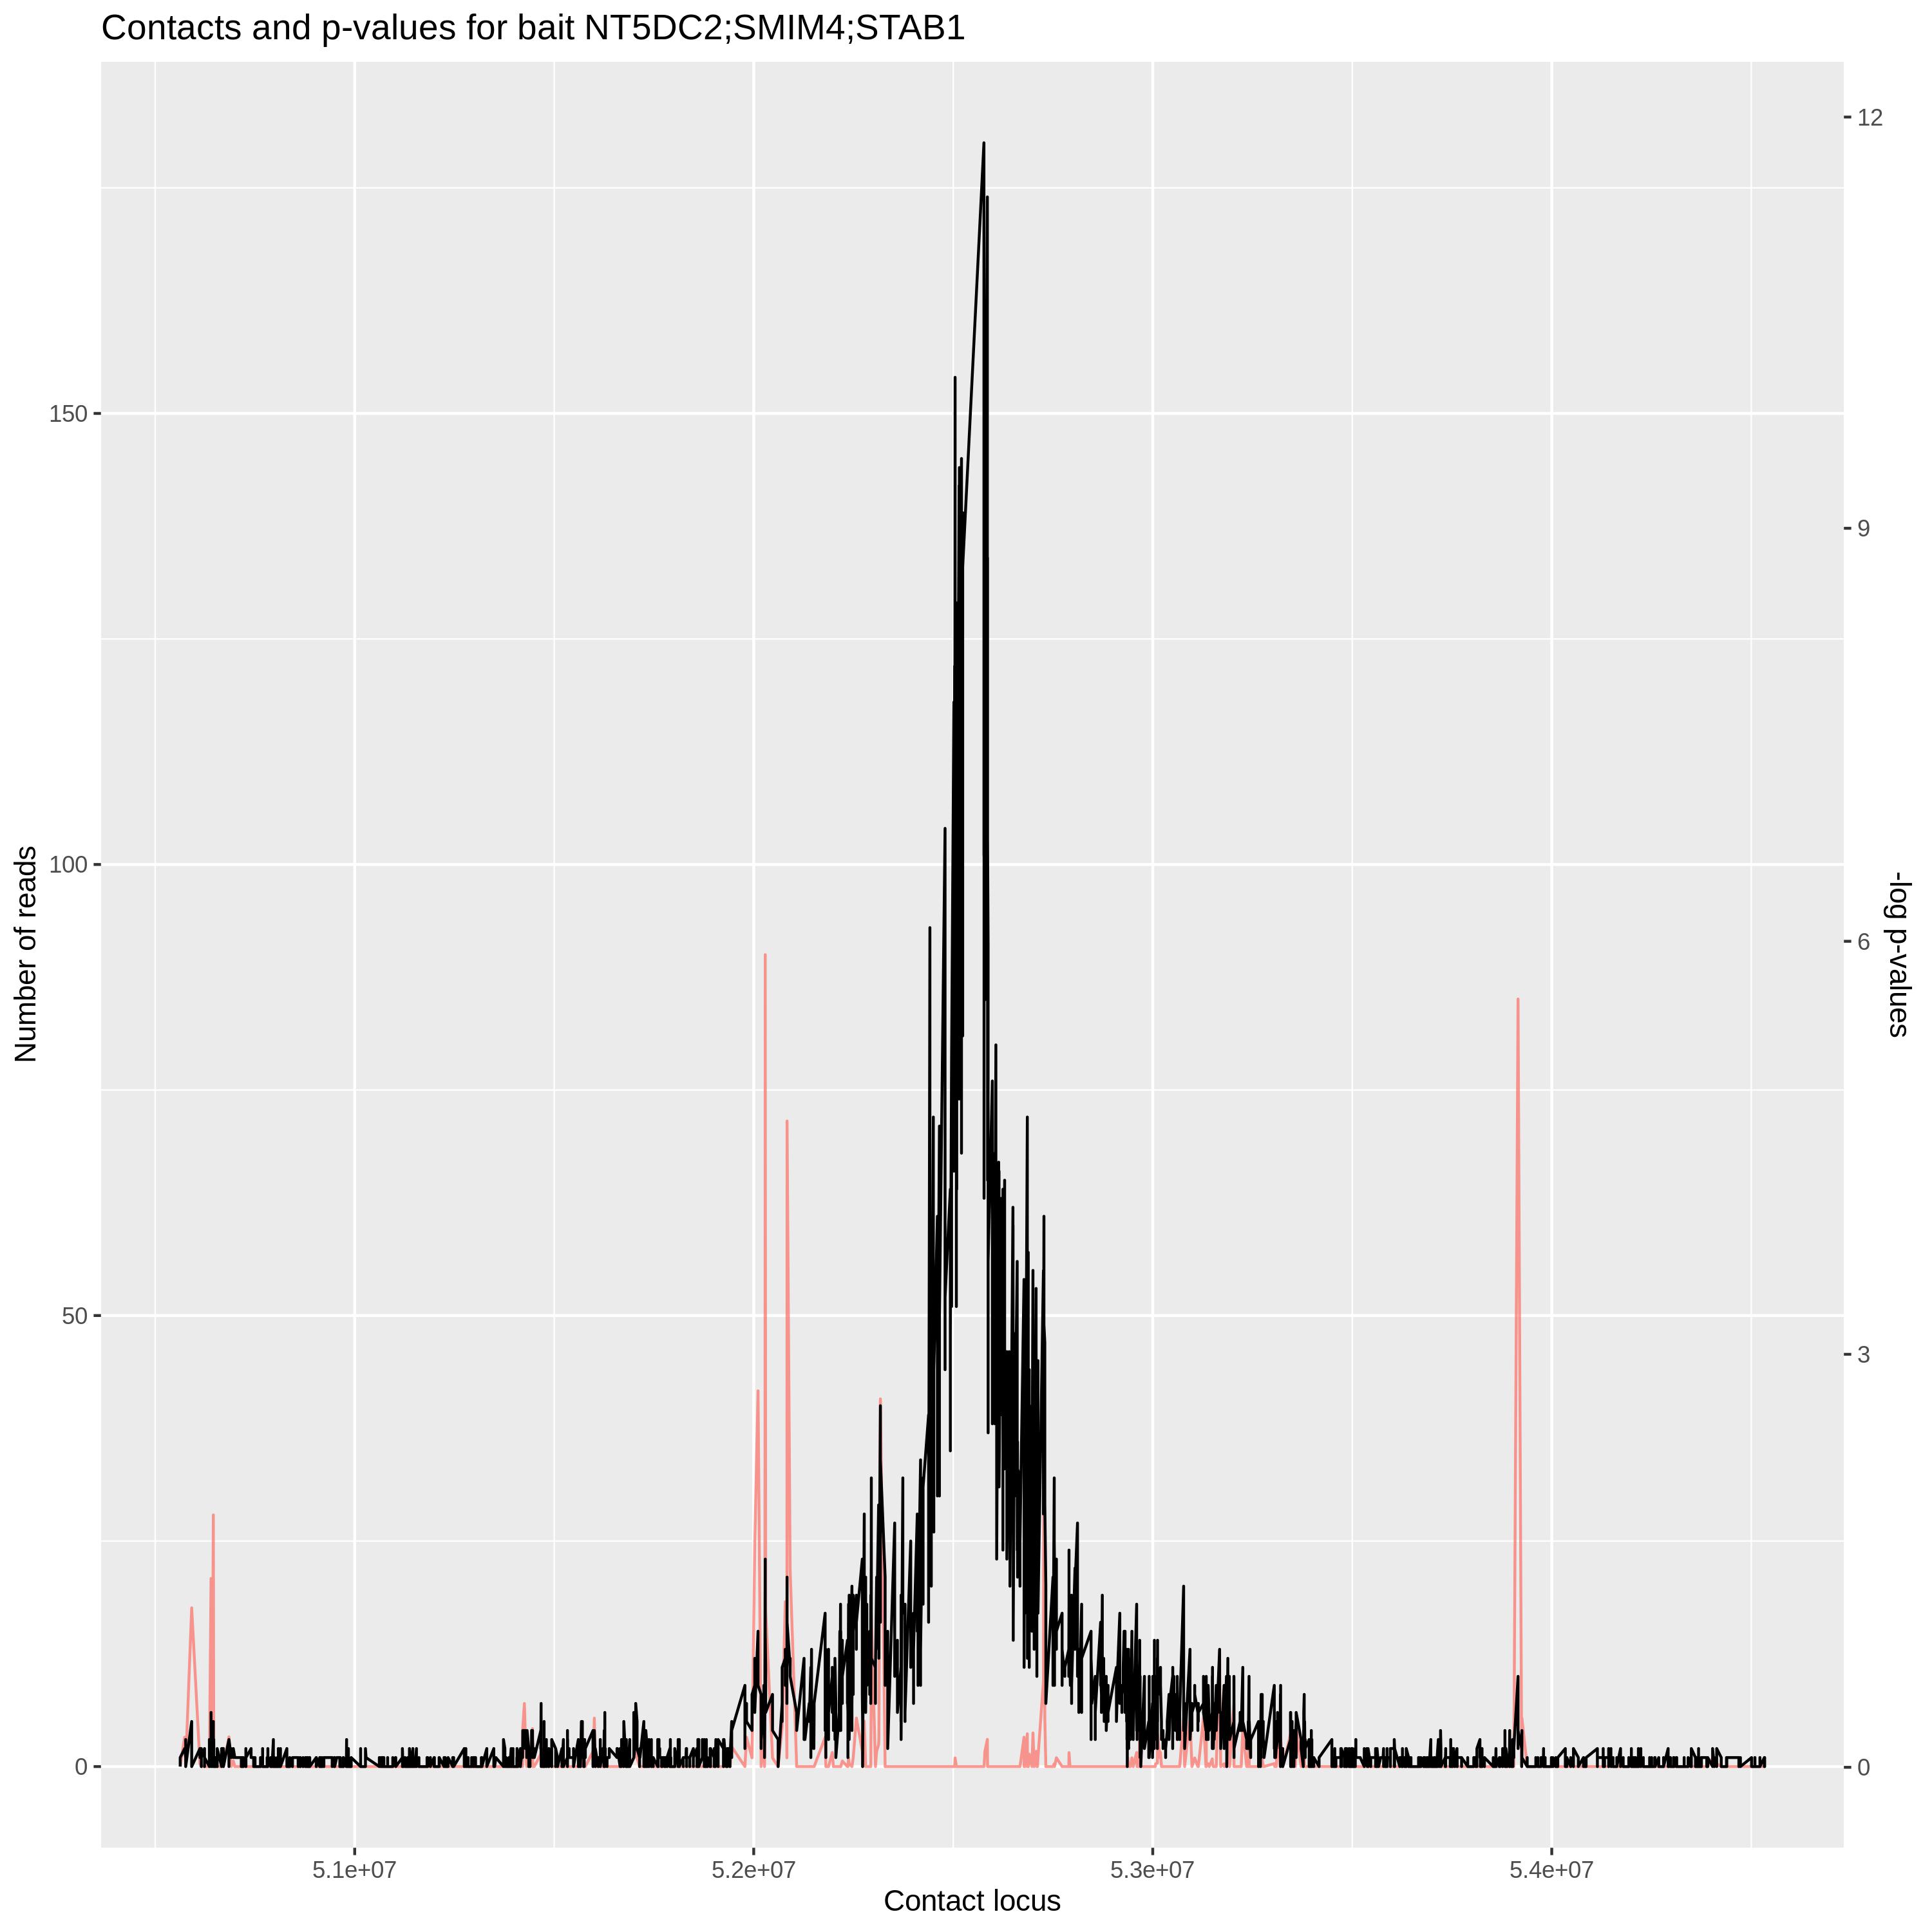 Contacts and p-values for bait NT5DC2;SMIM4;STAB1
Number of reads
150
100
50
0
12
9
6
3
0
-log p-values
5.1e+07
5.2e+07
5.3e+07
5.4e+07
Contact locus